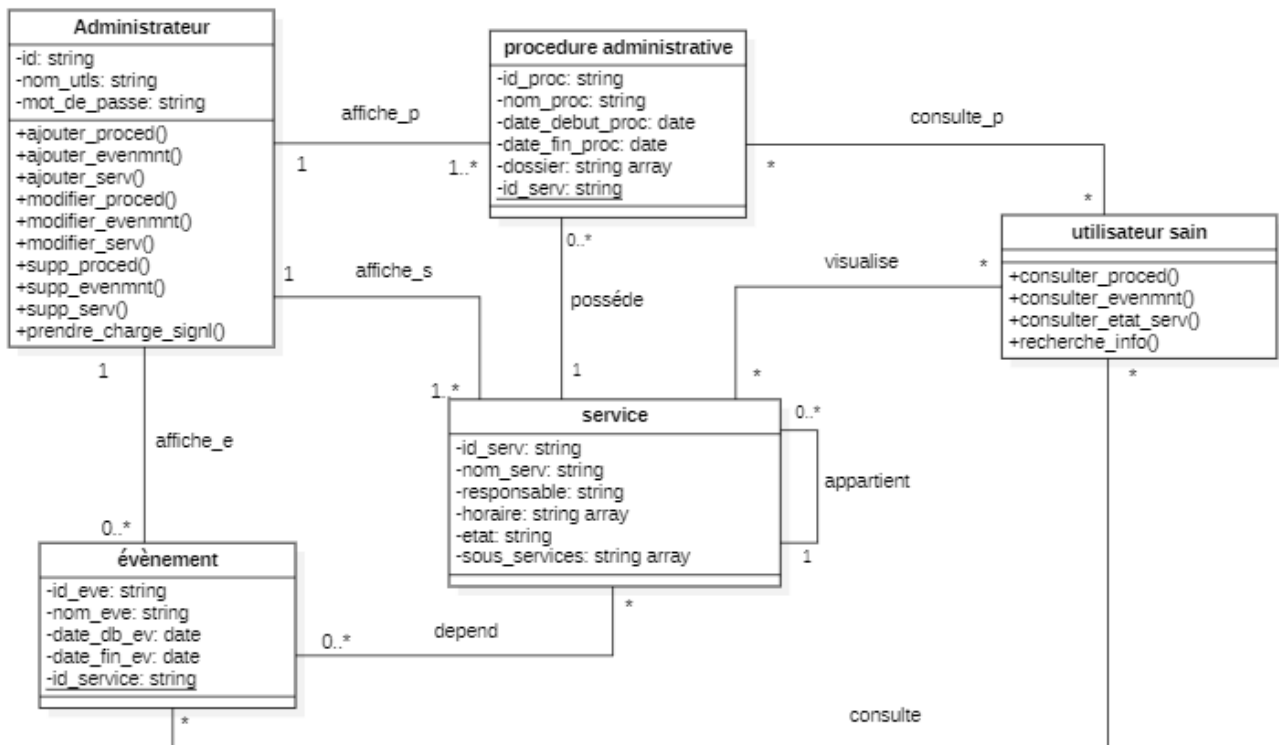 Administrateur
-id: string
-nom_utls: string
-mot_de_passe: string
+ajouter_proced()
+ajouter_evenmnt()
+ajouter_serv()
+modifier_proced()
+modifier_evenmnt()
+modifier_serv()
+supp_proced()
+supp_evenmnt()
+supp_serv()
+prendre_charge_signl()
affiche_p
1
1..*
procedure administrative
-id_proc: string
-nom_proc: string
-date_debut_proc: date
-date_fin_proc: date
-dossier: string array
-id_serv: string
consulte_p
*
*
utilisateur sain
+consulter_proced()
+consulter_evenmnt()
+consulter_etat_serv()
+recherche_info()
1
affiche_s
1..*
0..*
posséde
1
visualise
*
*
*
service
-id_serv: string
-nom_serv: string
-responsable: string
-horaire: string array
-etat: string
-sous_services: string array
0..*
appartient
1
1
affiche_e
0..*
évènement
-id_eve: string
-nom_eve: string
-date_db_ev: date
-date_fin_ev: date
-id_service: string
0..*
depend
*
*
consulte